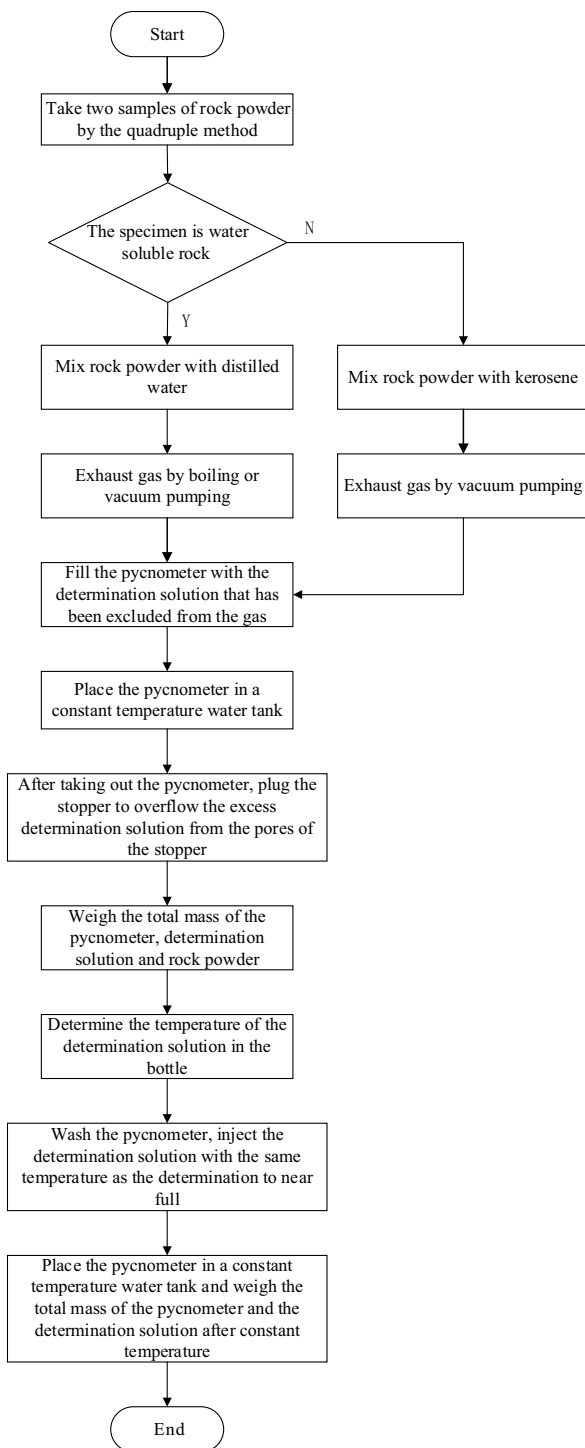 Start
Take two samples of rock powder
by the quadruple method
The specimen is water
soluble rock
N
Y
Mix rock powder with distilled
water
Mix rock powder with kerosene
Exhaust gas by boiling or
vacuum pumping
Exhaust gas by vacuum pumping
Fill the pycnometer with the
determination solution that has
been excluded from the gas
Place the pycnometer in a
constant temperature water tank
After taking out the pycnometer, plug the
stopper to overflow the excess
determination solution from the pores of
the stopper
Weigh the total mass of the
pycnometer, determination
solution and rock powder
Determine the temperature of the
determination solution in the
bottle
Wash the pycnometer, inject the
determination solution with the same
temperature as the determination to near
full
Place the pycnometer in a constant
temperature water tank and weigh the
total mass of the pycnometer and the
determination solution after constant
temperature
End